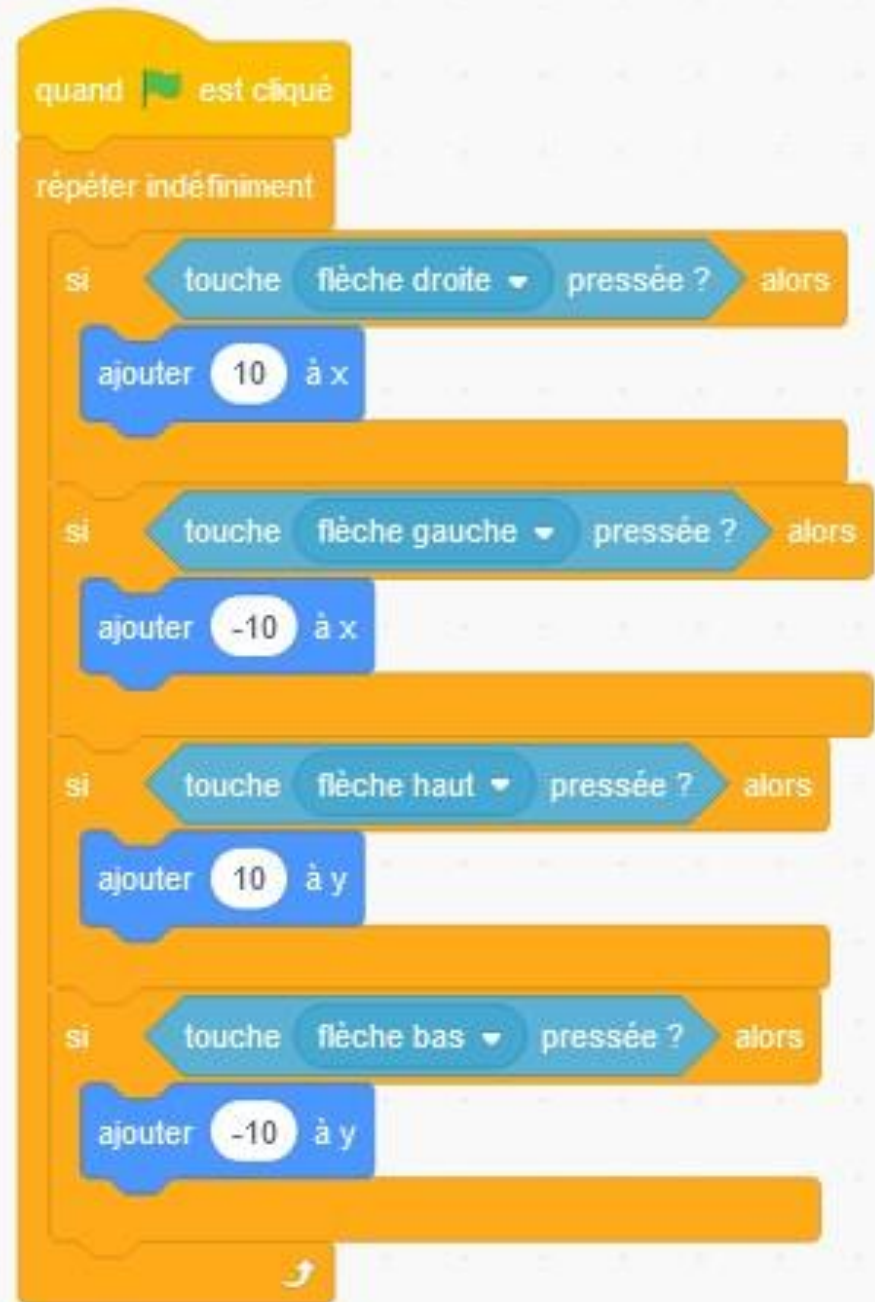 quand est cliqué
répéter indéfiniment
si touche flèche droite pressée ? alors
ajouter 10 à x
si touche flèche gauche pressée ? alors
ajouter -10 à x
si touche flèche haut pressée ? alors
ajouter 10 à y
si touche flèche bas pressée ? alors
ajouter -10 à y